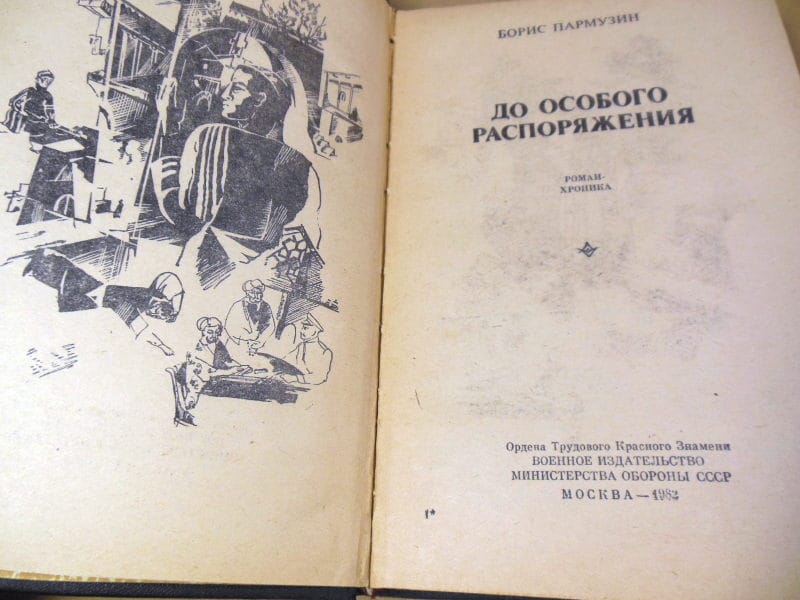 БОРИС ПАРМУЗИН
ДО ОСОБОГО
РАСПОРЯЖЕНИЯ
РОМАН-
ХРОНИКА
Ордена Трудового Красного Знамени
ВОЕННОЕ ИЗДАТЕЛЬСТВО
МИНИСТЕРСТВА ОБОРОНЫ СССР
МОСКВА—1982
1*